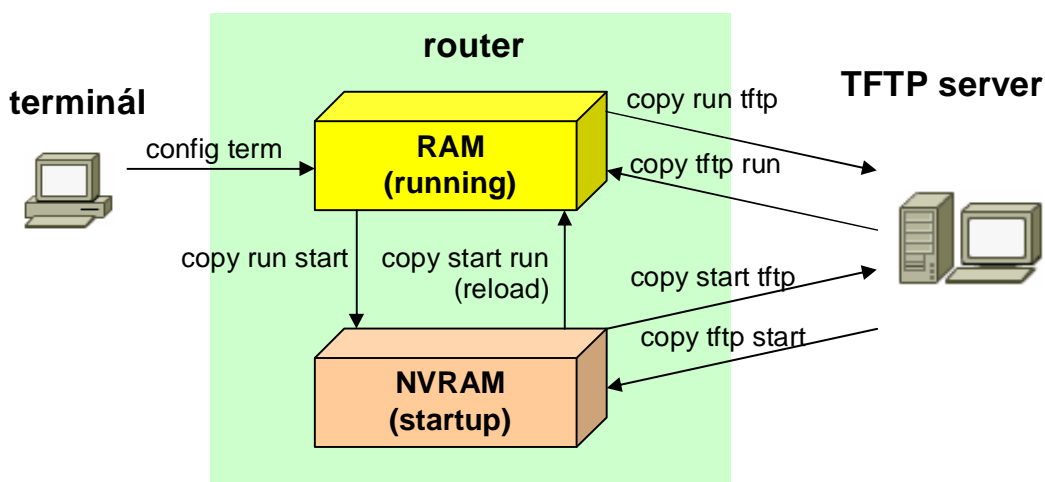 router
terminál
TFTP server
copy run tftp
config term
RAM
(running)
copy tftp run
copy run start
copy start run
(reload)
copy start tftp
copy tftp start
NVRAM
(startup)